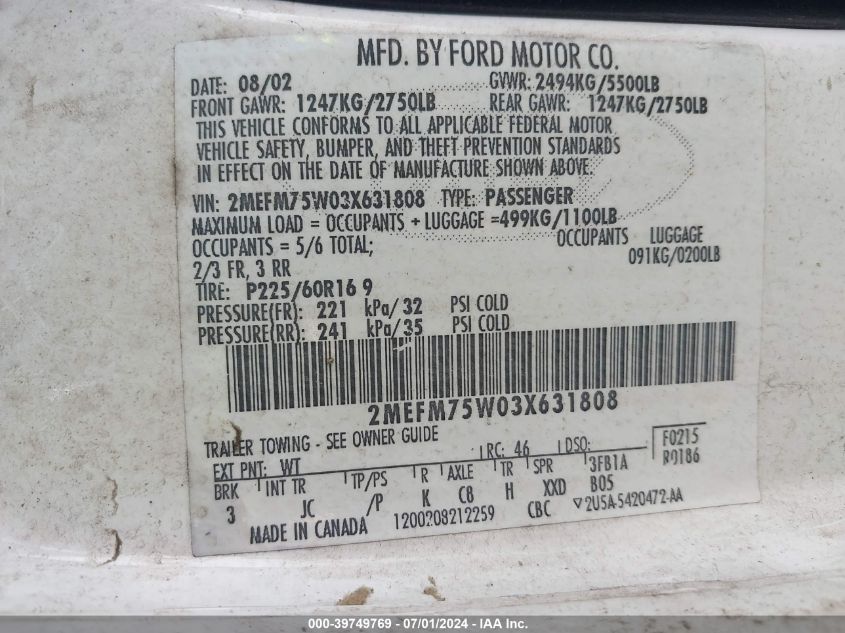 MFD. BY FORD MOTOR CO.
DATE: 08/02 GVWR: 2494KG/5500LB
FRONT GAWR: 1247KG/2750LB REAR GAWR: 1247KG/2750LB
THIS VEHICLE CONFORMS TO ALL APPLICABLE FEDERAL MOTOR
VEHICLE SAFETY, BUMPER, AND THEFT PREVENTION STANDARDS
IN EFFECT ON THE DATE OF MANUFACTURE SHOWN ABOVE.
VIN: 2MEFM75W03X631808 TYPE: PASSENGER
MAXIMUM LOAD = OCCUPANTS + LUGGAGE =499KG/1100LB
OCCUPANTS = 5/6 TOTAL; OCCUPANTS LUGGAGE
2/3 FR, 3 RR 091KG/0200LB
TIRE: P225/60R16 9
PRESSURE(FR): 221 kPa/32 PSI COLD
PRESSURE(RR): 241 kPa/35 PSI COLD
2MEFM75W03X631808
TRAILER TOWING - SEE OWNER GUIDE
EXT PNT: WT RC: 46 DSO: F0215
BRK INT TR TP/PS R AXLE TR SPR 3FB1A R0186
3 JC /P K C8 H XXD B05
MADE IN CANADA 1200208212259 CBC 2U5A-5420472-AA
000-39749769 - 07/01/2024 - IAA Inc.